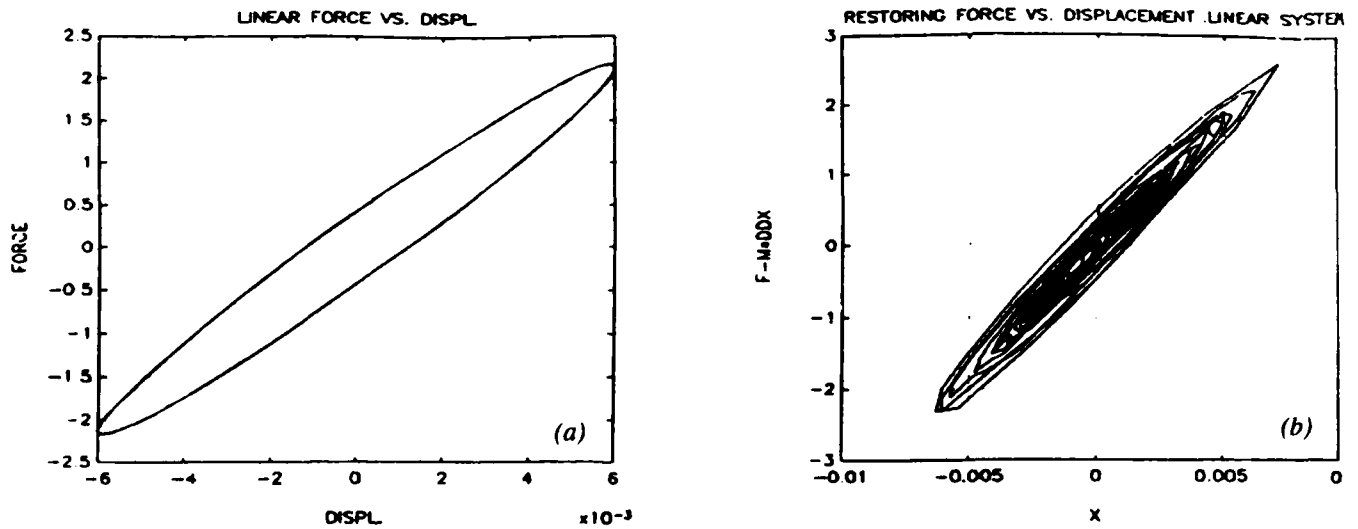 LINEAR FORCE VS. DISPL.
2.5
2
1.5
1
0.5
0
-0.5
-1
-1.5
-2
-2.5
FORCE
(a)
-6 -4 -2 0 2 4 6
DISPL. x10-3
RESTORING FORCE VS. DISPLACEMENT .LINEAR SYSTEM
3
2
1
0
-1
-2
-3
F-M*DDX
(b)
-0.01 -0.005 0 0.005 0
X